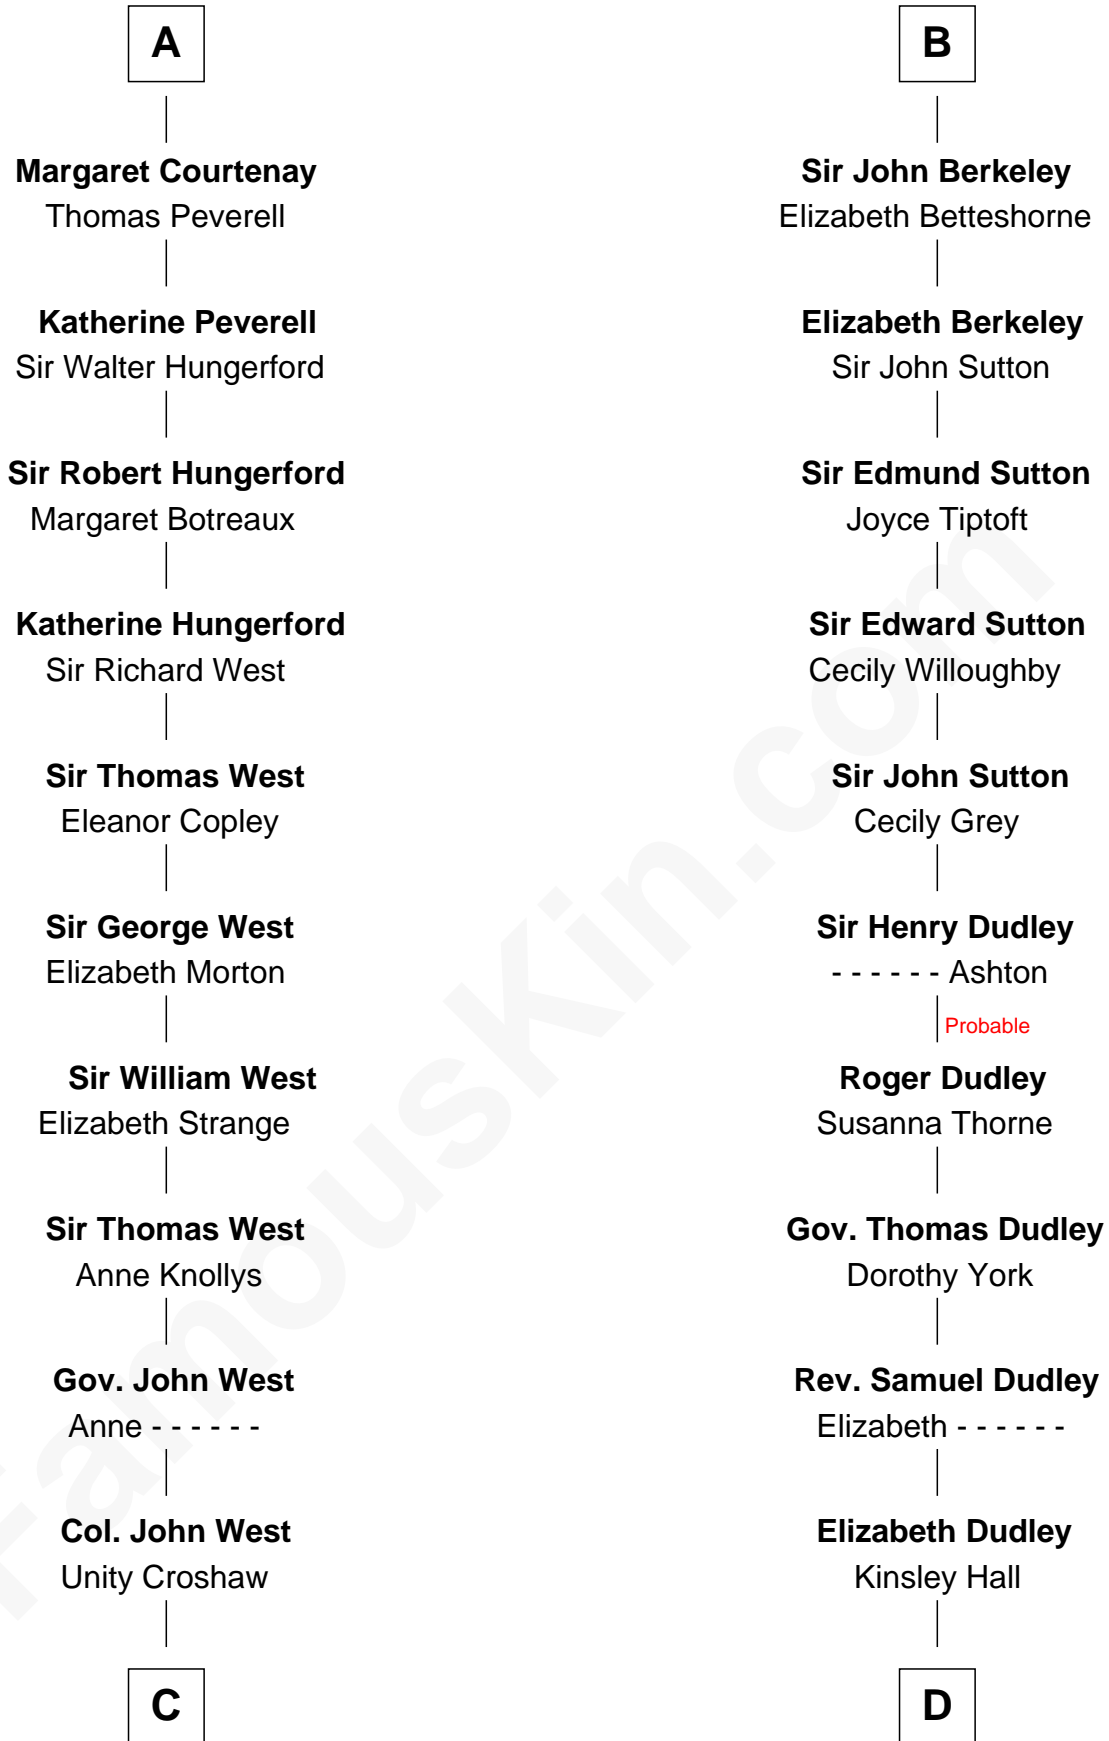 A
Margaret Courtenay
Thomas Peverell
Katherine Peverell
Sir Walter Hungerford
Sir Robert Hungerford
Margaret Botreaux
Katherine Hungerford
Sir Richard West
Sir Thomas West
Eleanor Copley
Sir George West
Elizabeth Morton
Sir William West
Elizabeth Strange
Sir Thomas West
Anne Knollys
Gov. John West
Anne - - - - - -
Col. John West
Unity Croshaw
C
B
Sir John Berkeley
Elizabeth Betteshorne
Elizabeth Berkeley
Sir John Sutton
Sir Edmund Sutton
Joyce Tiptoft
Sir Edward Sutton
Cecily Willoughby
Sir John Sutton
Cecily Grey
Sir Henry Dudley
- - - - - - Ashton
Probable
Roger Dudley
Susanna Thorne
Gov. Thomas Dudley
Dorothy York
Rev. Samuel Dudley
Elizabeth - - - - - -
Elizabeth Dudley
Kinsley Hall
D
FamousKin.com